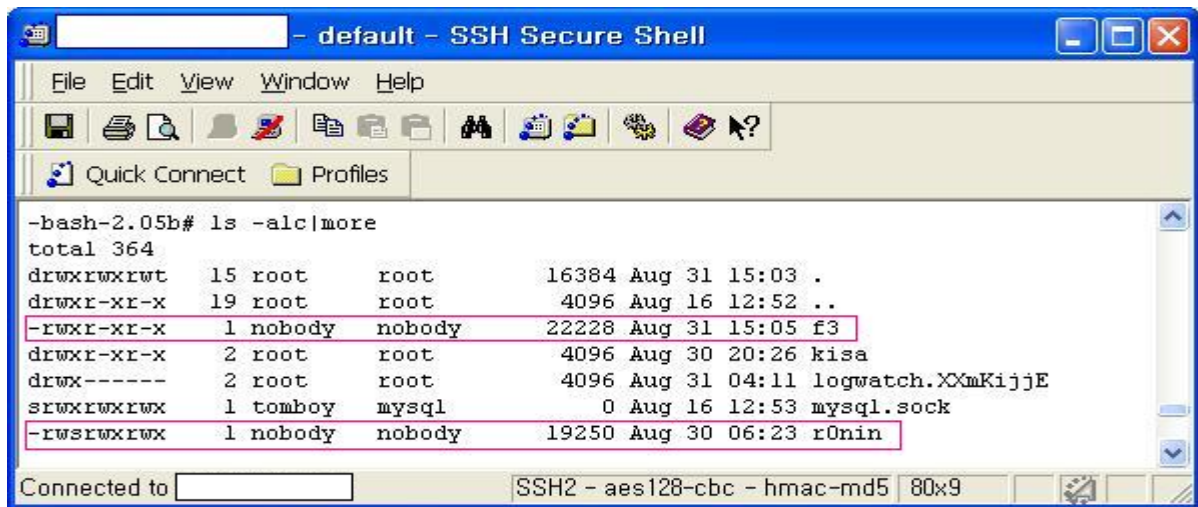 - default - SSH Secure Shell
File Edit View Window Help
Quick Connect Profiles
-bash-2.05b# ls -alc|more
total 364
drwxrwxrwt 15 root root 16384 Aug 31 15:03 .
drwxr-xr-x 19 root root 4096 Aug 16 12:52 ..
-rwxr-xr-x 1 nobody nobody 22228 Aug 31 15:05 f3
drwxr-xr-x 2 root root 4096 Aug 30 20:26 kisa
drwx------ 2 root root 4096 Aug 31 04:11 logwatch.XXmKijjE
srwxrwxrwx 1 tomboy mysql 0 Aug 16 12:53 mysql.sock
-rwsrwxrwx 1 nobody nobody 19250 Aug 30 06:23 r0nin
Connected to SSH2 - aes128-cbc - hmac-md5 80x9